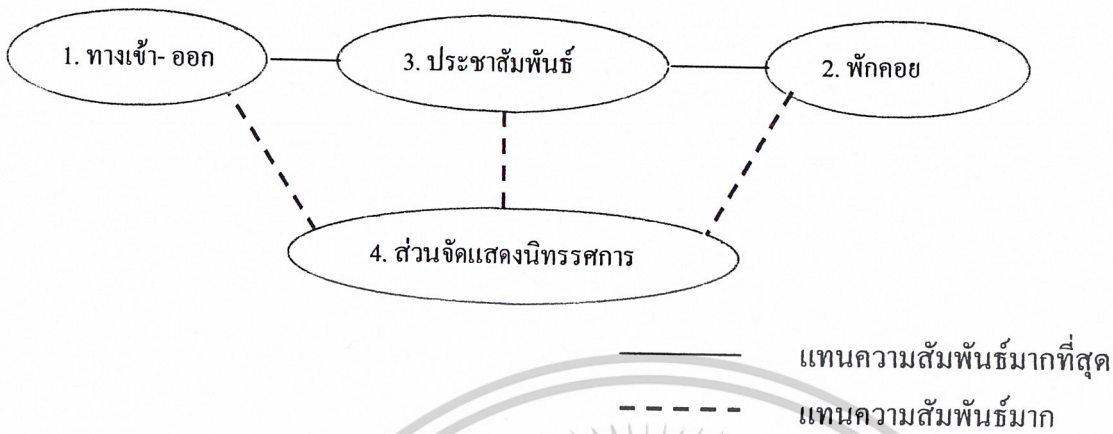 1. ทางเข้า- ออก
3. ประชาสัมพันธ์
2. พักคอย
4. ส่วนจัดแสดงนิทรรศการ
แทนความสัมพันธ์มากที่สุด
แทนความสัมพันธ์มาก